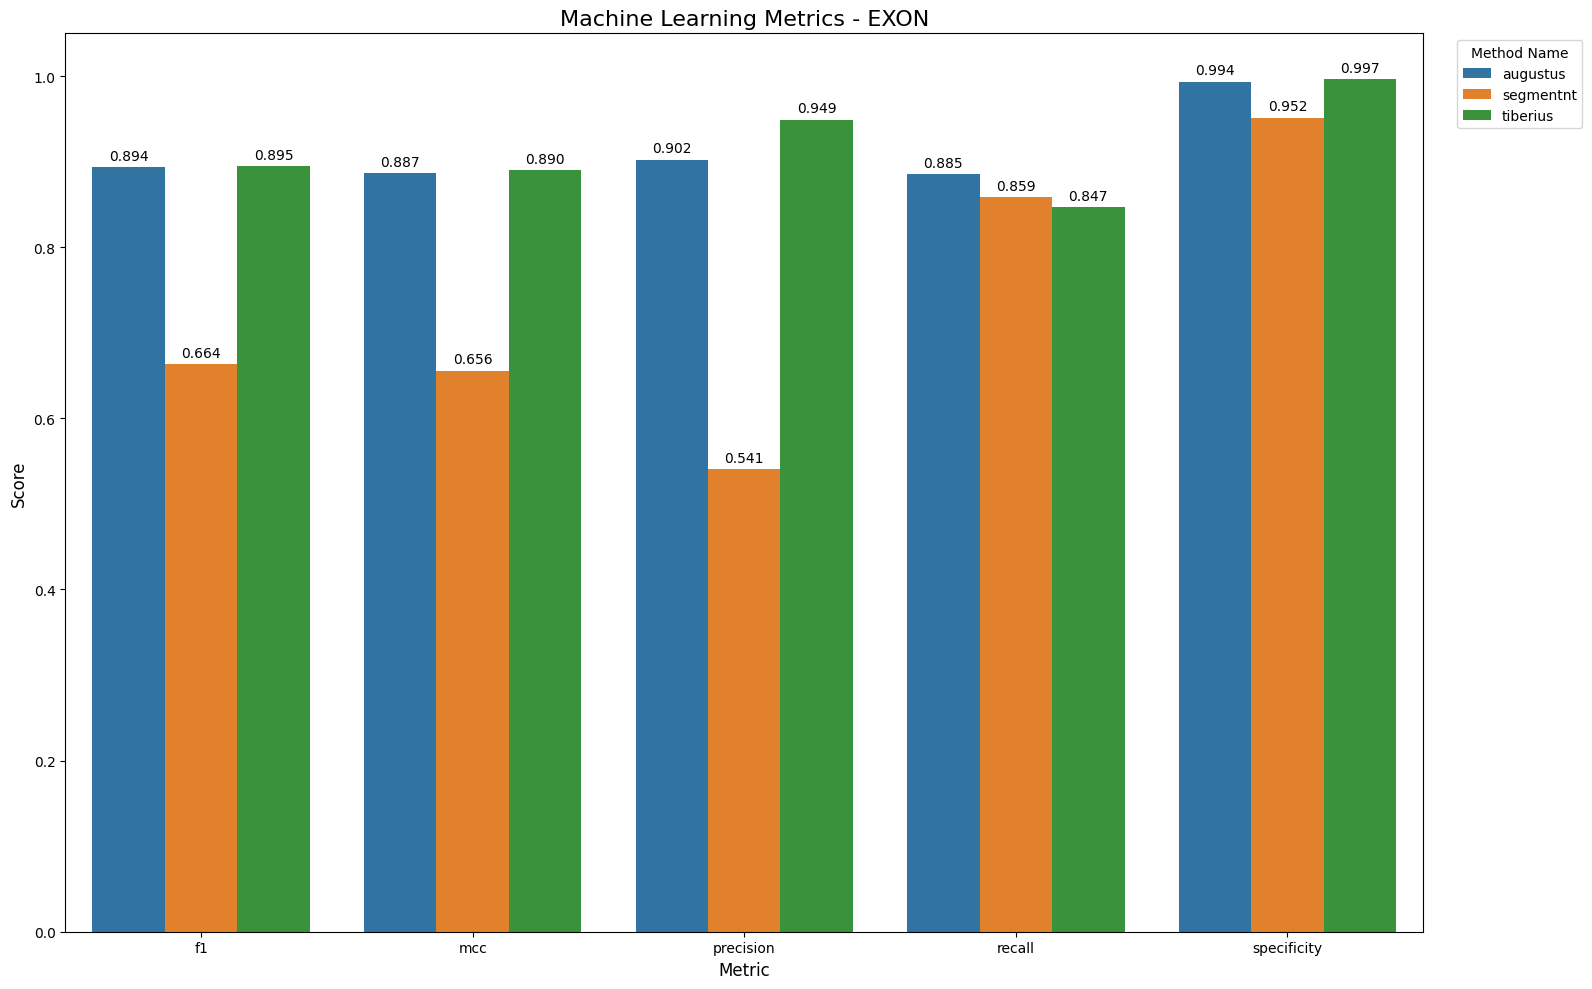 Machine Learning Metrics - EXON
Method Name
augustus
segmentnt
tiberius
Score
1.0
0.8
0.6
0.4
0.2
0.0
0.894
0.664
0.895
0.887
0.656
0.890
0.902
0.541
0.949
0.885
0.859
0.847
0.994
0.952
0.997
f1
mcc
precision
recall
specificity
Metric